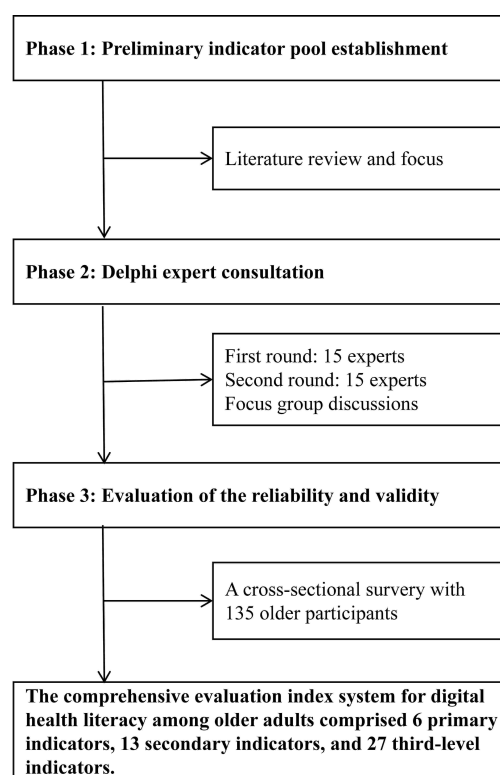 Phase 1: Preliminary indicator pool establishment
Literature review and focus
Phase 2: Delphi expert consultation
First round: 15 experts
Second round: 15 experts
Focus group discussions
Phase 3: Evaluation of the reliability and validity
A cross-sectional survery with
135 older participants
The comprehensive evaluation index system for digital
health literacy among older adults comprised 6 primary
indicators, 13 secondary indicators, and 27 third-level
indicators.